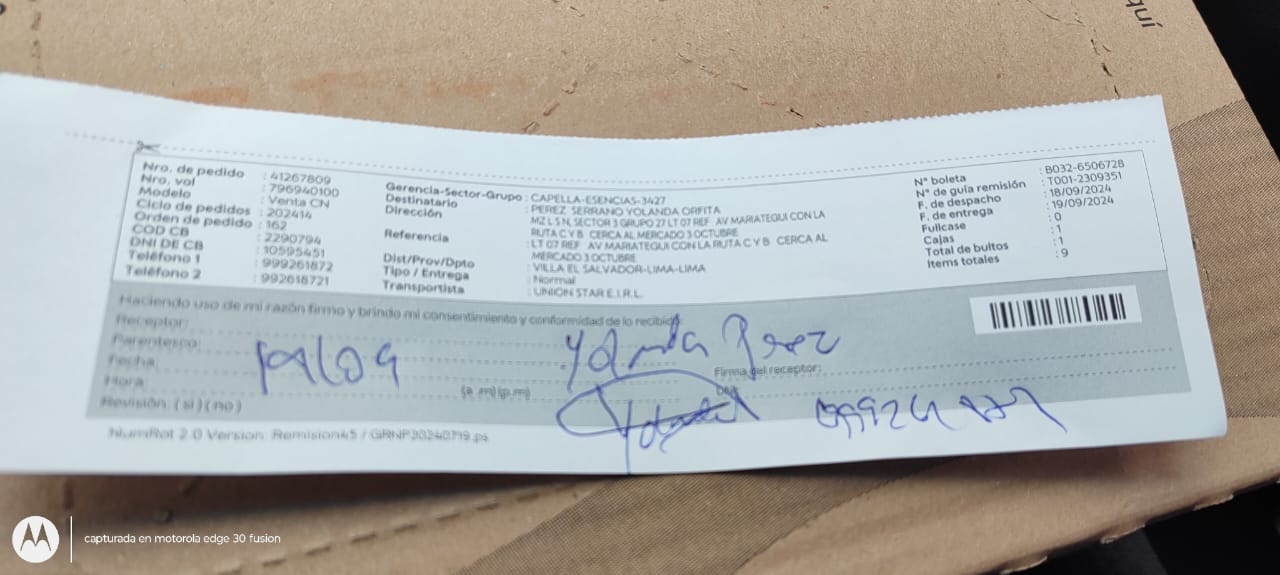 quí
Nro. de pedido : 41267809
Nro. vol : 796940100
Modelo : Venta CN
Ciclo de pedidos : 202414
Orden de pedido : 162
COD CB : 2290794
DNI DE CB : 10595451
Teléfono 1 : 999261872
Teléfono 2 : 992618721
Gerencia-Sector-Grupo : CAPELLA-ESENCIAS-3427
Destinatario : PEREZ SERRANO YOLANDA ORFITA
Dirección : MZ L S N, SECTOR 3 GRUPO 27 LT 07 REF AV MARIATEGUI CON LA
RUTA C Y B CERCA AL MERCADO 3 OCTUBRE
Referencia : LT 07 REF AV MARIATEGUI CON LA RUTA C Y B CERCA AL
MERCADO 3 OCTUBRE
Dist/Prov/Dpto : VILLA EL SALVADOR-LIMA-LIMA
Tipo / Entrega : Normal
Transportista : UNION STAR E.I.R.L.
N° boleta : B032-6506728
N° de guía remisión : T001-2309351
F. de despacho : 18/09/2024
F. de entrega : 19/09/2024
Fullcase : 0
Cajas : 1
Total de bultos : 1
Items totales : 9
Haciendo uso de mi razón firmo y brindo mi consentimiento y conformidad de lo recibido:
Receptor:
Parentesco: Yolanda Perez
Fecha: 19/09 Firma del receptor:
Hora (a.m)(p.m) DNI:
Revisión: ( si ) ( no )
NumRot 2.0 Version: Remision45 / GRNP20240719.ps
capturada en motorola edge 30 fusion